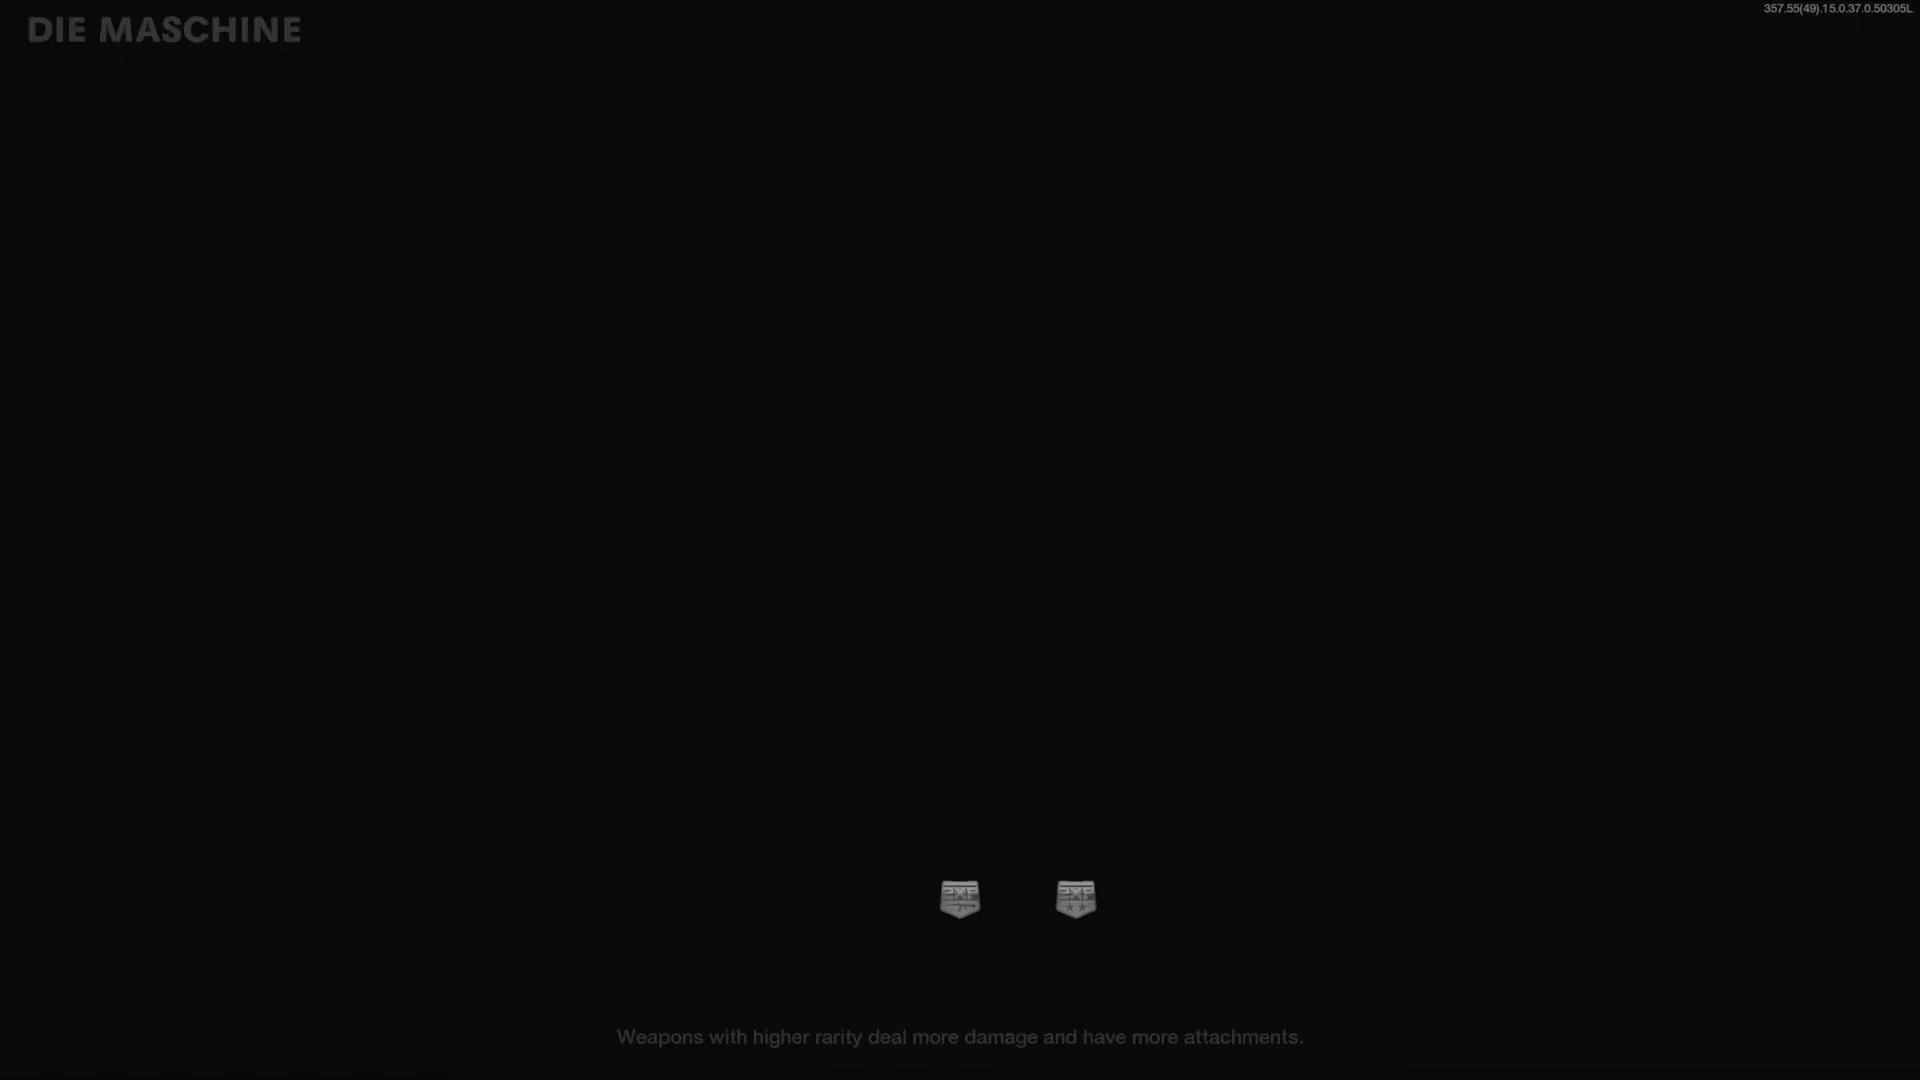 DIE MASCHINE
357.55(49).15.0.37.0.50305L
Weapons with higher rarity deal more damage and have more attachments.